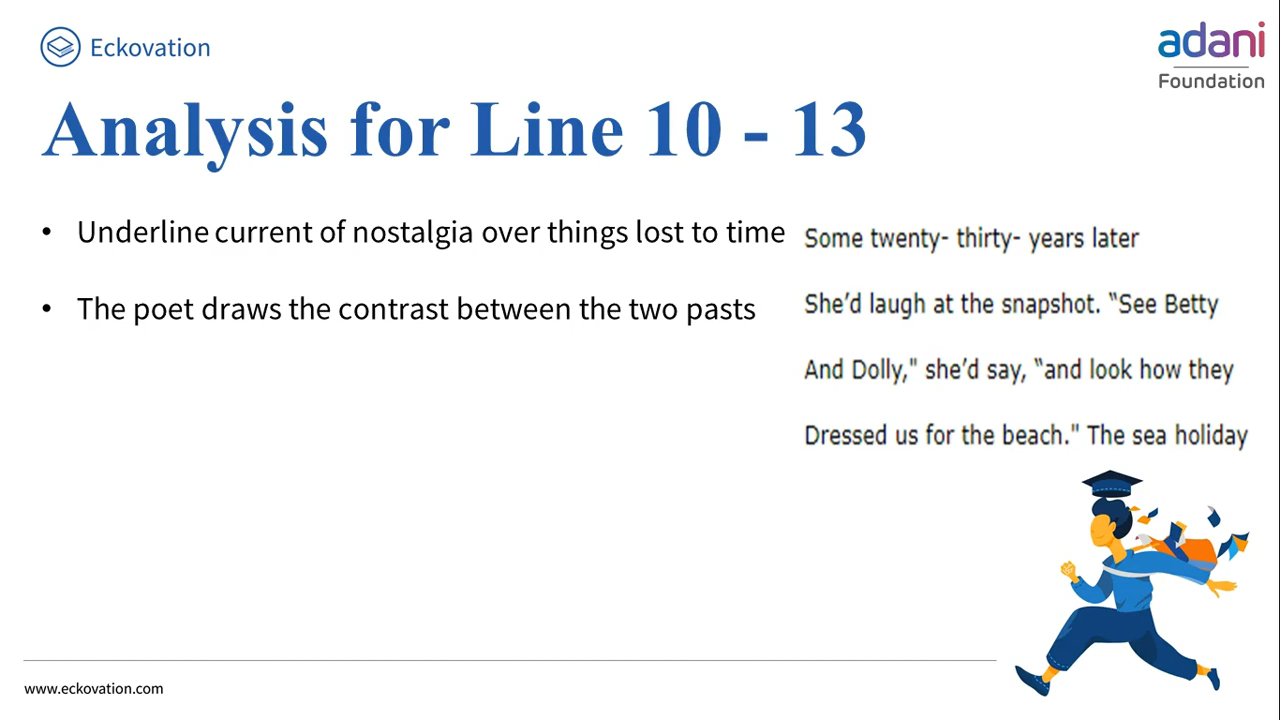 Eckovation
adani
Foundation
Analysis for Line 10 - 13
• Underline current of nostalgia over things lost to time
• The poet draws the contrast between the two pasts
Some twenty- thirty- years later
She’d laugh at the snapshot. “See Betty
And Dolly," she’d say, “and look how they
Dressed us for the beach." The sea holiday
www.eckovation.com